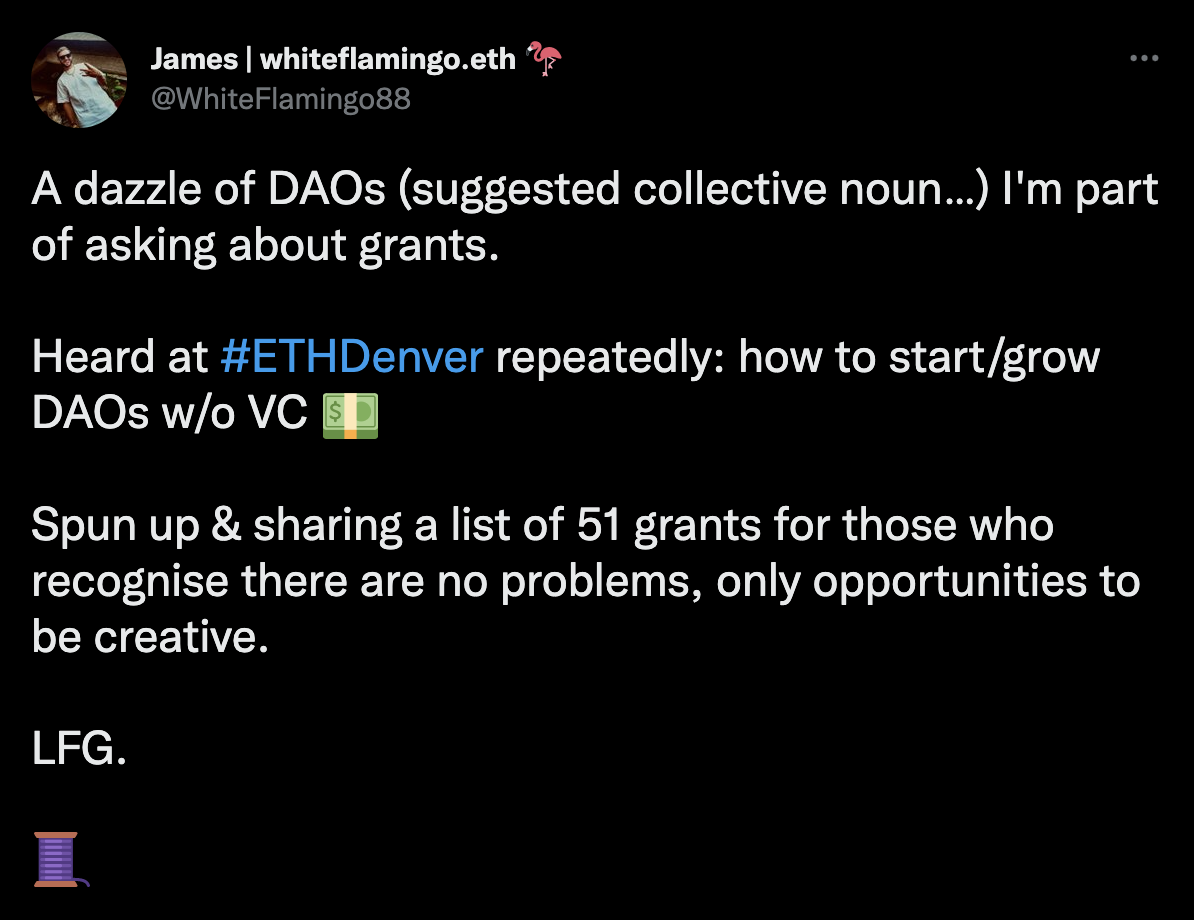 James | whiteflamingo.eth 🦩
@WhiteFlamingo88
A dazzle of DAOs (suggested collective noun...) I'm part
of asking about grants.
Heard at #ETHDenver repeatedly: how to start/grow
DAOs w/o VC 💵
Spun up & sharing a list of 51 grants for those who
recognise there are no problems, only opportunities to
be creative.
LFG.
🧵